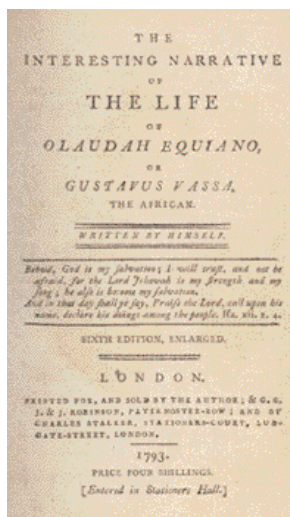 THE
INTERESTING NARRATIVE
OF
THE LIFE
OF
OLAUDAH EQUIANO,
OR
GUSTAVUS VASSA,
THE AFRICAN.
WRITTEN BY HIMSELF.
Behold, God is my salvation; I will trust, and not be
afraid, for the Lord Jehovah is my strength and my
song; he also is become my salvation.
And in that day shall ye say, Praise the Lord, call upon his
name, declare his doings among the people. Isa. xii. 2. 4.
SIXTH EDITION, ENLARGED.
LONDON.
PRINTED FOR, AND SOLD BY THE AUTHOR; & G. G.
J. & J. ROBINSON, PATERNOSTER-ROW; AND BY
CHARLES STALKER, STATIONERS-COURT, LUD-
GATE-STREET, LONDON,
1793.
PRICE FOUR SHILLINGS.
[Entered in Stationers Hall.]